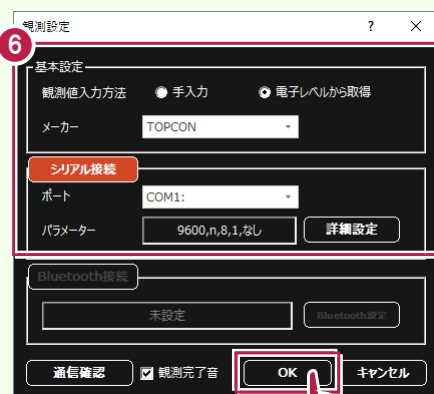 観測設定 ? ×
6
基本設定
観測値入力方法 手入力 電子レベルから取得
メーカー TOPCON
シリアル接続
ポート COM1:
パラメーター 9600,n,8,1,なし 詳細設定
Bluetooth接続
未設定 Bluetooth設定
通信確認 観測完了音 OK キャンセル